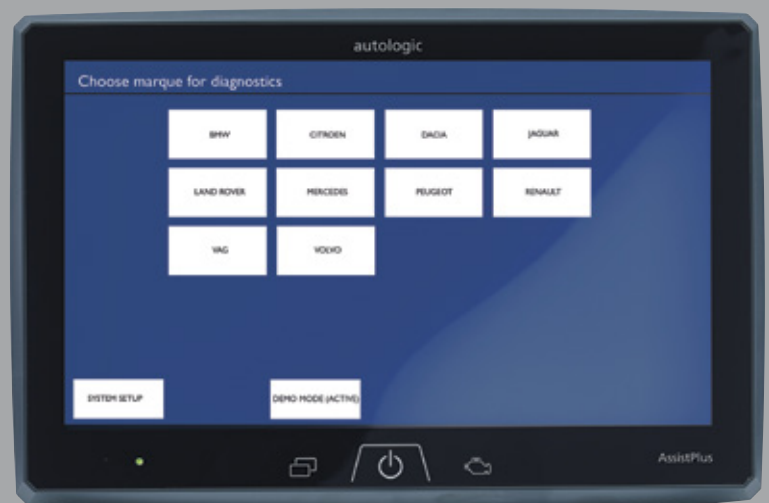 autologic
Choose marque for diagnostics
BMW CITROEN DACIA JAGUAR
LAND ROVER MERCEDES PEUGEOT RENAULT
VAG VOLVO
SYSTEM SETUP DEMO MODE (ACTIVE)
AssistPlus